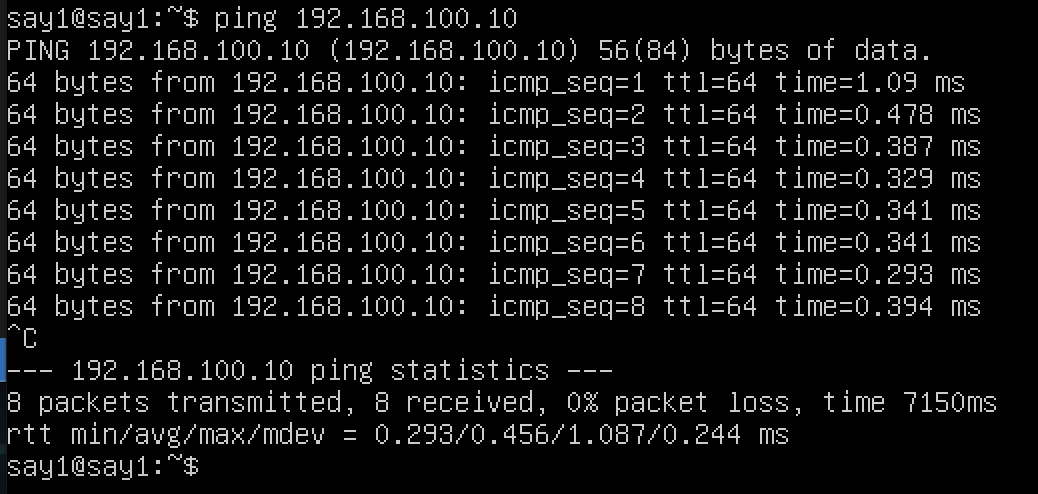 say1@say1:~$ ping 192.168.100.10
PING 192.168.100.10 (192.168.100.10) 56(84) bytes of data.
64 bytes from 192.168.100.10: icmp_seq=1 ttl=64 time=1.09 ms
64 bytes from 192.168.100.10: icmp_seq=2 ttl=64 time=0.478 ms
64 bytes from 192.168.100.10: icmp_seq=3 ttl=64 time=0.387 ms
64 bytes from 192.168.100.10: icmp_seq=4 ttl=64 time=0.329 ms
64 bytes from 192.168.100.10: icmp_seq=5 ttl=64 time=0.341 ms
64 bytes from 192.168.100.10: icmp_seq=6 ttl=64 time=0.341 ms
64 bytes from 192.168.100.10: icmp_seq=7 ttl=64 time=0.293 ms
64 bytes from 192.168.100.10: icmp_seq=8 ttl=64 time=0.394 ms
^C
--- 192.168.100.10 ping statistics ---
8 packets transmitted, 8 received, 0% packet loss, time 7150ms
rtt min/avg/max/mdev = 0.293/0.456/1.087/0.244 ms
say1@say1:~$